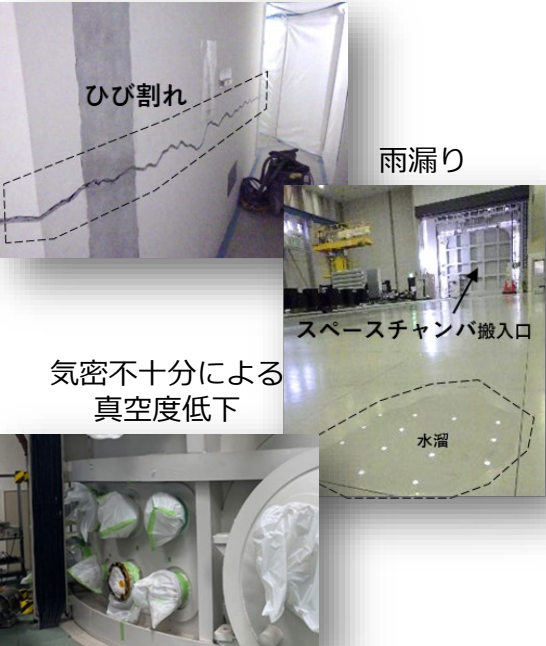 ひび割れ
雨漏り
スペースチャンバ搬入口
気密不十分による
真空度低下
水溜